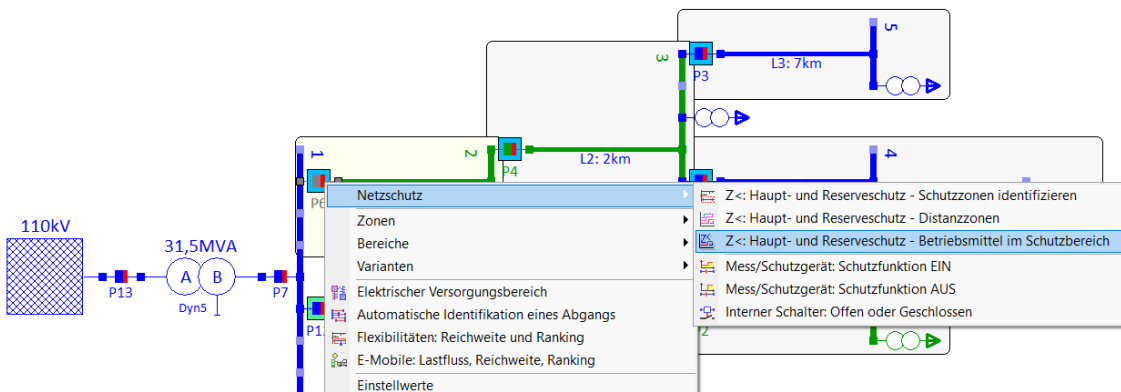 5
3
P3
L3: 7km
1
2
P4
L2: 2km
4
P6
110kV
31,5MVA
A
B
Dyn5
P13
P7
Netzschutz
Zonen
Bereiche
Varianten
Elektrischer Versorgungsbereich
Automatische Identifikation eines Abgangs
Flexibilitäten: Reichweite und Ranking
E-Mobile: Lastfluss, Reichweite, Ranking
Einstellwerte
Z<: Haupt- und Reserveschutz - Schutzzonen identifizieren
Z<: Haupt- und Reserveschutz - Distanzzonen
Z<: Haupt- und Reserveschutz - Betriebsmittel im Schutzbereich
Mess/Schutzgerät: Schutzfunktion EIN
Mess/Schutzgerät: Schutzfunktion AUS
Interner Schalter: Offen oder Geschlossen